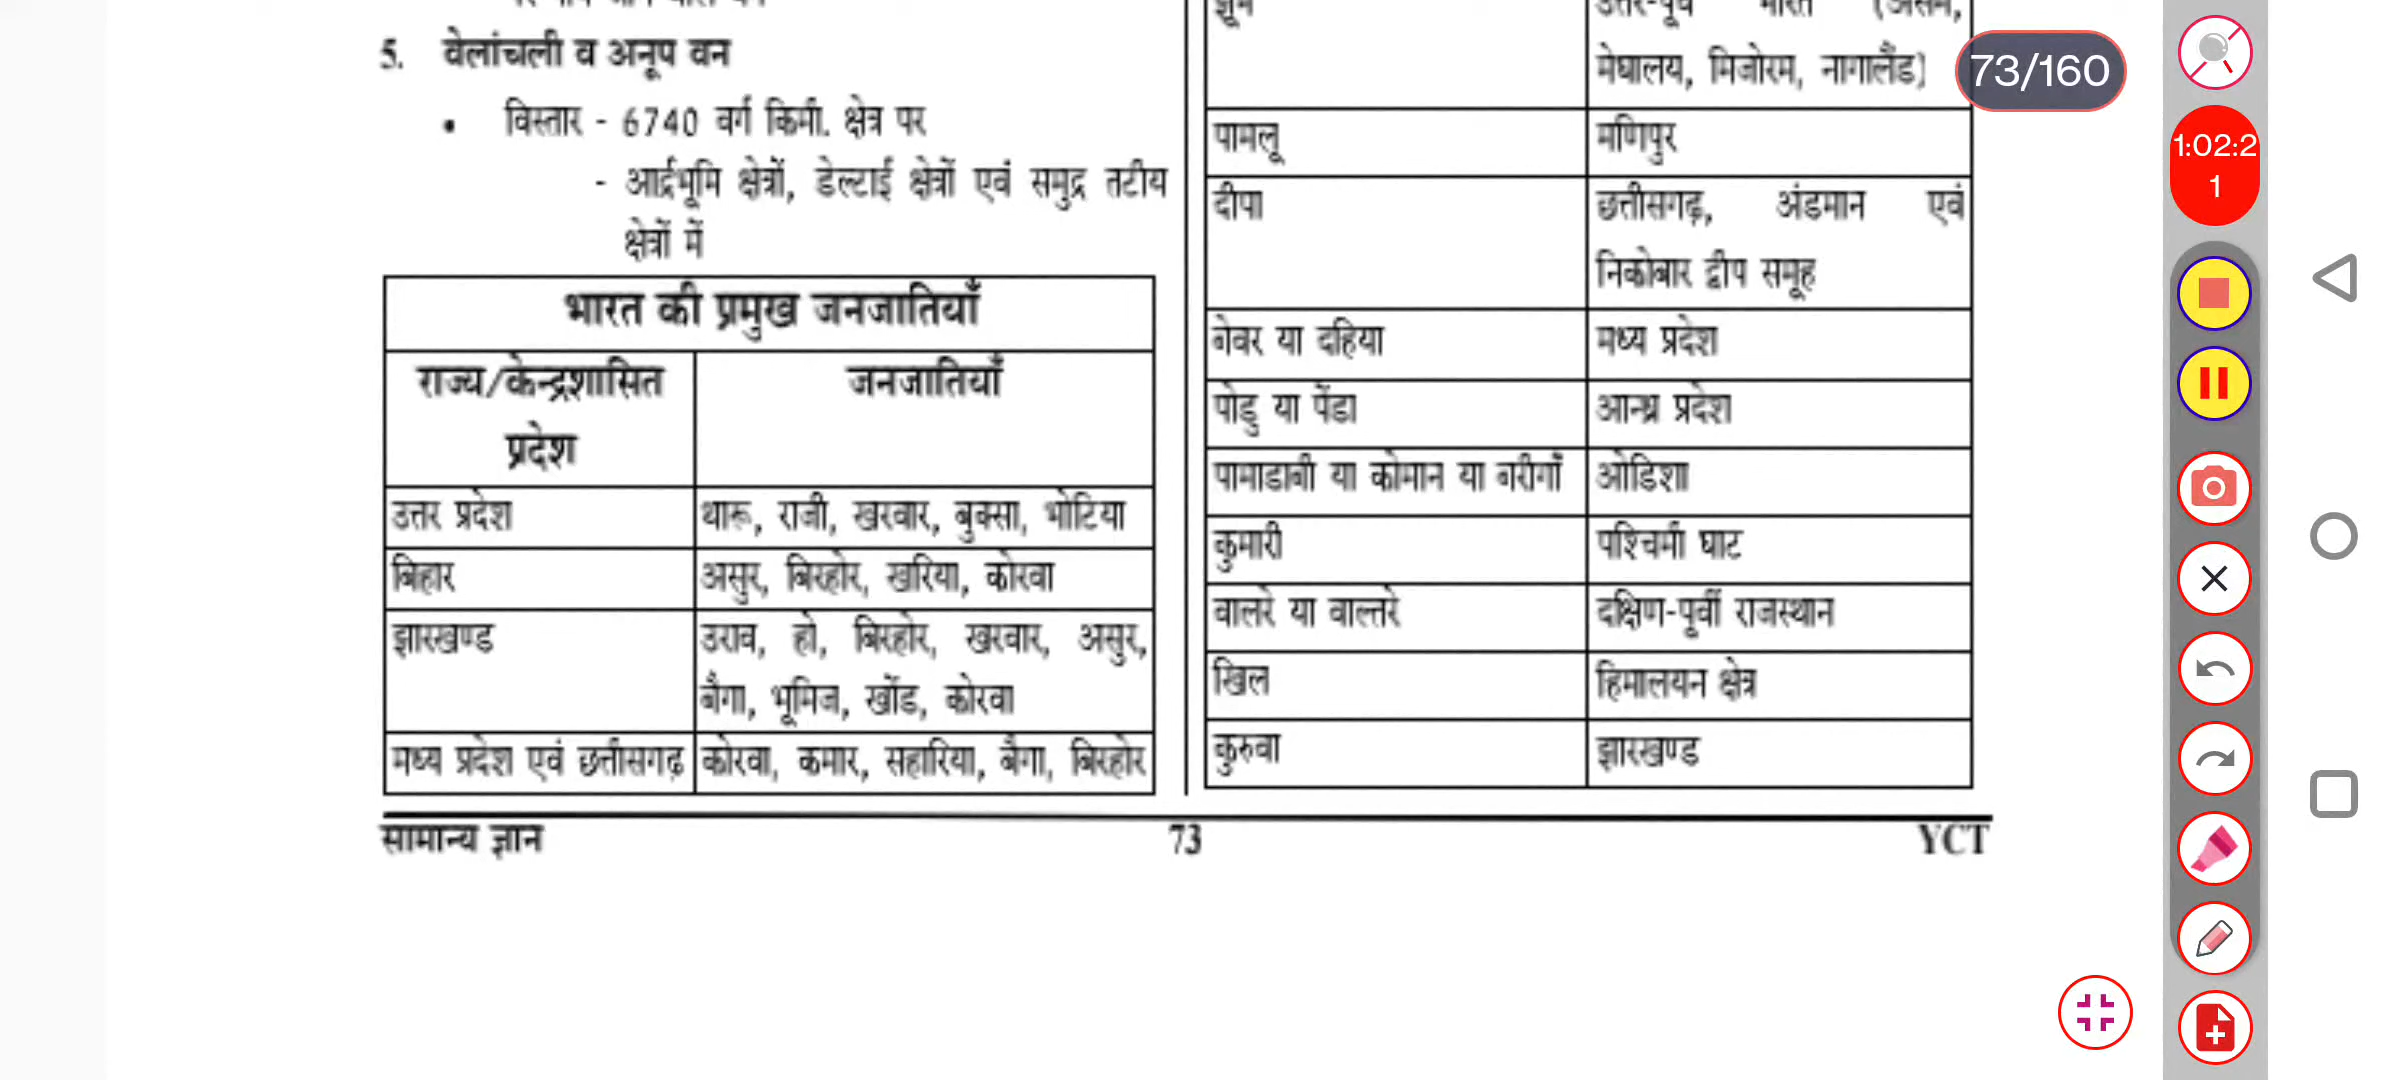 5. वेलांचली व अनूप वन
• विस्तार - 6740 वर्ग किमी. क्षेत्र पर
- आर्द्रभूमि क्षेत्रों, डेल्टाई क्षेत्रों एवं समुद्र तटीय
क्षेत्रों में
भारत की प्रमुख जनजातियाँ
राज्य/केन्द्रशासित प्रदेश | जनजातियाँ
उत्तर प्रदेश | थारू, राजी, खरवार, बुक्सा, भोटिया
बिहार | असुर, बिरहोर, खरिया, कोरवा
झारखण्ड | उराव, हो, बिरहोर, खरवार, असुर,
बैगा, भूमिज, खोंड, कोरवा
मध्य प्रदेश एवं छत्तीसगढ़ | कोरवा, कमार, सहारिया, बैगा, बिरहोर
झूम | उत्तर-पूर्व भारत (असम,
मेघालय, मिजोरम, नागालैंड)
पामलू | मणिपुर
दीपा | छत्तीसगढ़, अंडमान एवं
निकोबार द्वीप समूह
बेवर या दहिया | मध्य प्रदेश
पोडु या पेंडा | आन्ध्र प्रदेश
पामाडाबी या कोमान या बरीगाँ | ओडिशा
कुमारी | पश्चिमी घाट
वालरे या वाल्तरे | दक्षिण-पूर्वी राजस्थान
खिल | हिमालयन क्षेत्र
कुरुवा | झारखण्ड
सामान्य ज्ञान 73 YCT
73/160
1:02:2
1